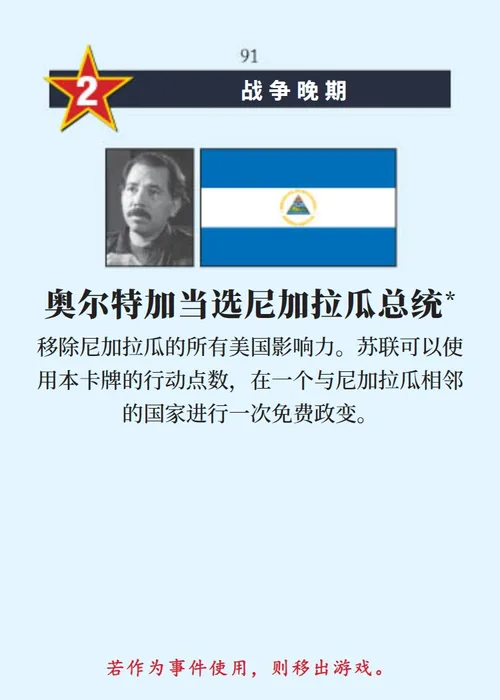 91
2
战争晚期
奥尔特加当选尼加拉瓜总统*
移除尼加拉瓜的所有美国影响力。苏联可以使
用本卡牌的行动点数，在一个与尼加拉瓜相邻
的国家进行一次免费政变。
若作为事件使用，则移出游戏。